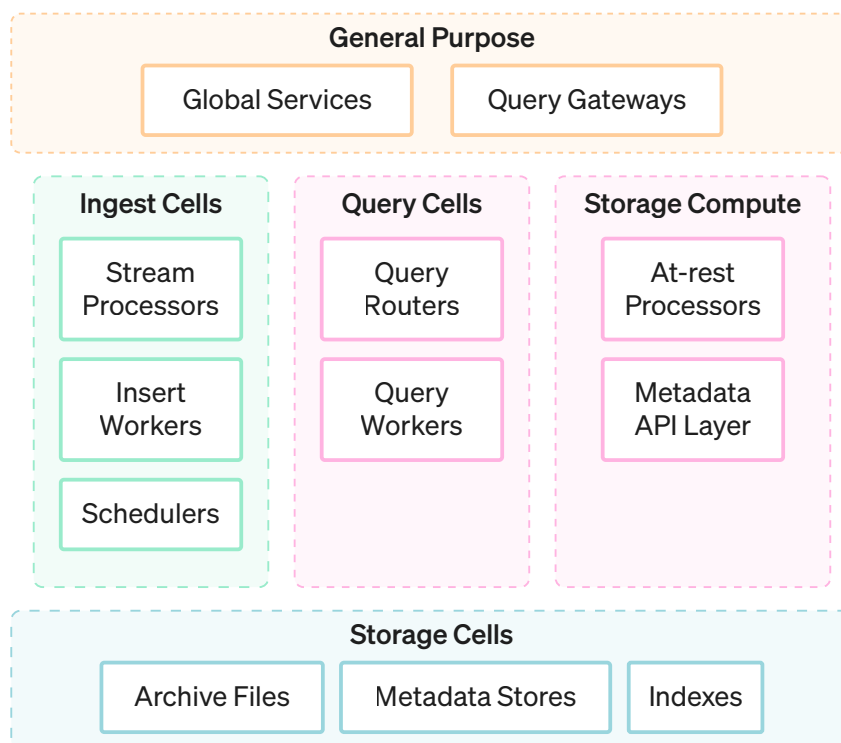 General Purpose
Global Services
Query Gateways
Ingest Cells
Stream
Processors
Insert
Workers
Schedulers
Query Cells
Query
Routers
Query
Workers
Storage Compute
At-rest
Processors
Metadata
API Layer
Storage Cells
Archive Files
Metadata Stores
Indexes